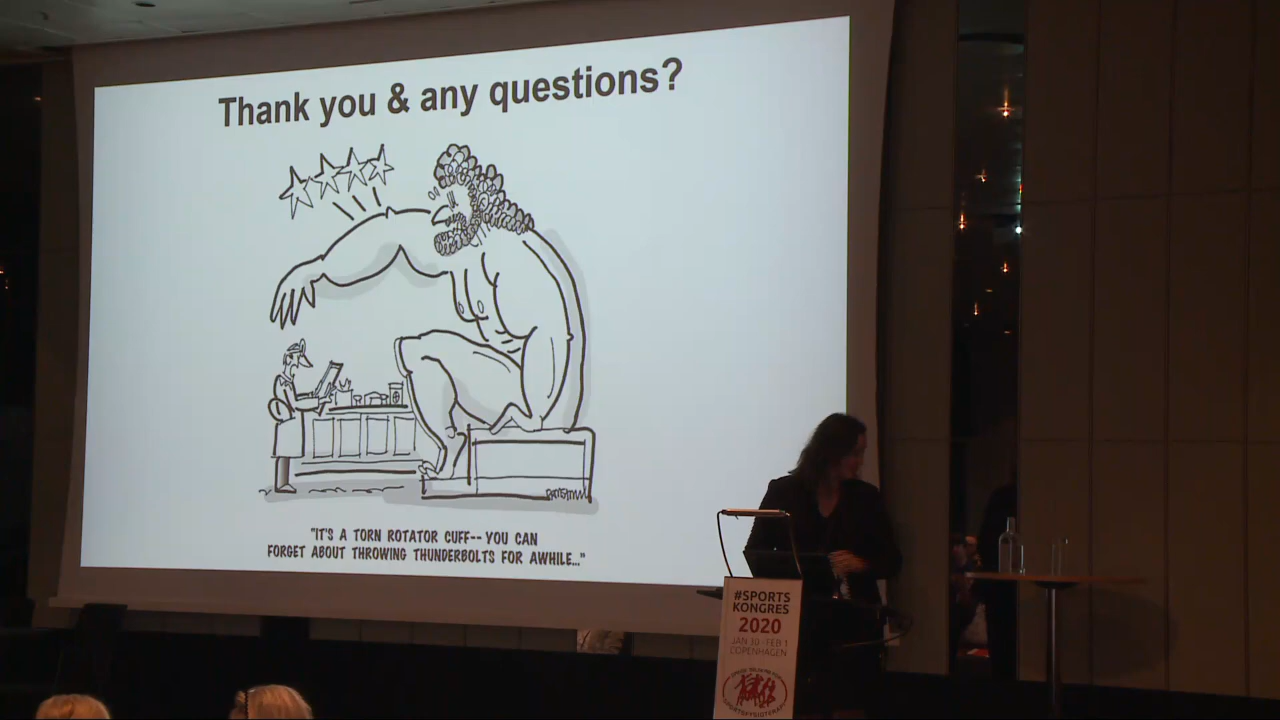 Thank you & any questions?
"IT'S A TORN ROTATOR CUFF-- YOU CAN
FORGET ABOUT THROWING THUNDERBOLTS FOR AWHILE..."
#SPORTS
KONGRES
2020
JAN 30 - FEB 1
COPENHAGEN